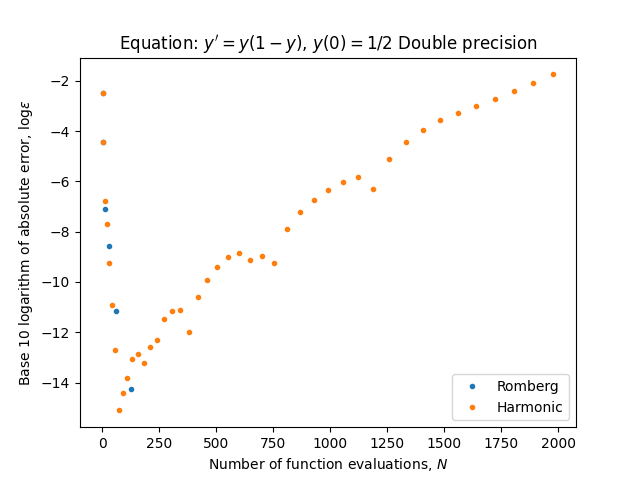 Equation: y′ = y(1 − y), y(0) = 1/2 Double precision
Base 10 logarithm of absolute error, logε
−2
−4
−6
−8
−10
−12
−14
0 250 500 750 1000 1250 1500 1750 2000
Number of function evaluations, N
Romberg
Harmonic